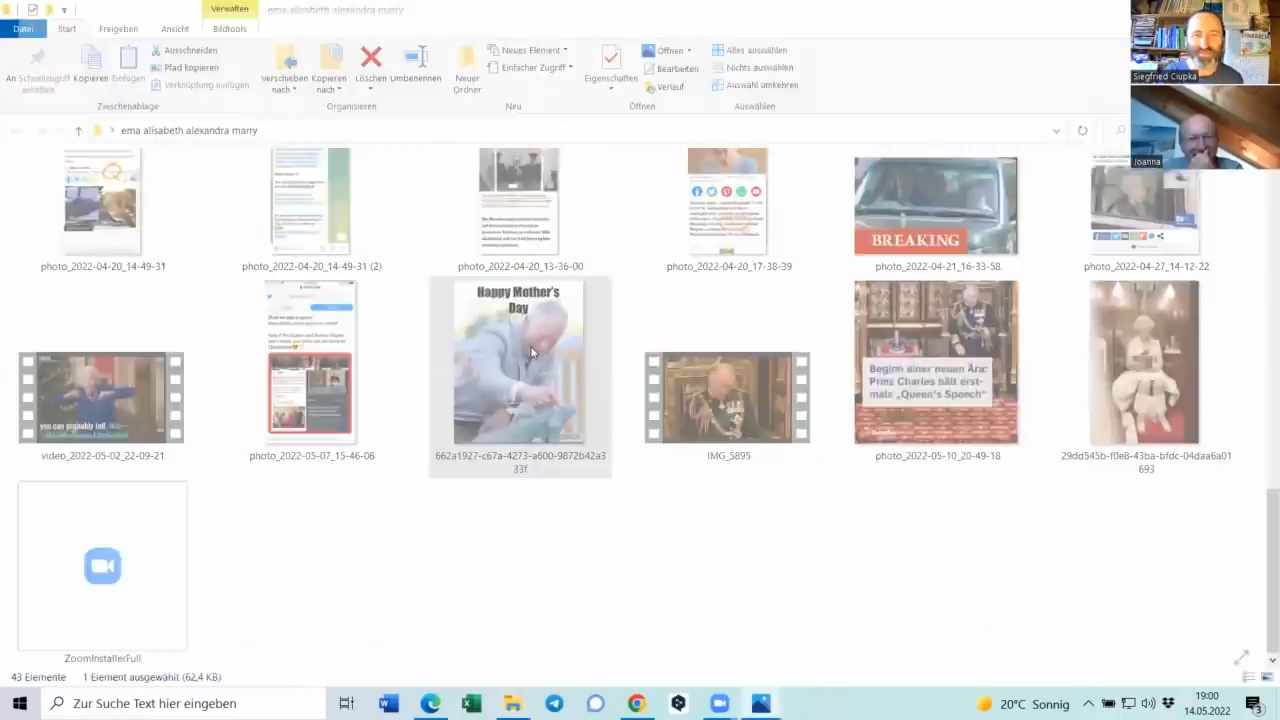 Verwalten
ema alisabeth alexandra marry
Datei
Start
Freigeben
Ansicht
Bildtools
An Schnellzugriff
anheften
Kopieren
Einfügen
Ausschneiden
Pfad kopieren
Verknüpfung einfügen
Zwischenablage
Verschieben
nach
Kopieren
nach
Löschen
Umbenennen
Organisieren
Neuer
Ordner
Neues Element
Einfacher Zugriff
Neu
Eigenschaften
Öffnen
Bearbeiten
Verlauf
Öffnen
Alles auswählen
Nichts auswählen
Auswahl umkehren
Auswählen
Siegfried Ciupka
Joanna
ema alisabeth alexandra marry
BREAKING
photo_2022-04-20_14-49-31
photo_2022-04-20_14-49-31 (2)
photo_2022-04-20_13-36-00
photo_2022-04-20_17-38-39
photo_2022-04-21_16-33-58
photo_2022-04-27_14-12-22
Happy Mother's
Day
you can probably tell
Beginn einer neuen Ära:
Prinz Charles hält erst-
mals „Queen's Speech"
video_2022-05-02_22-09-21
photo_2022-05-07_15-46-06
662a1927-c67a-4273-a600-9872b42a3
33f
IMG_5895
photo_2022-05-10_20-49-18
29dd545b-f0e8-43ba-bfdc-04daa6a01
693
ZoomInstallerFull
43 Elemente
1 Element ausgewählt (62,4 KB)
Zur Suche Text hier eingeben
20°C Sonnig
19:00
14.05.2022
3